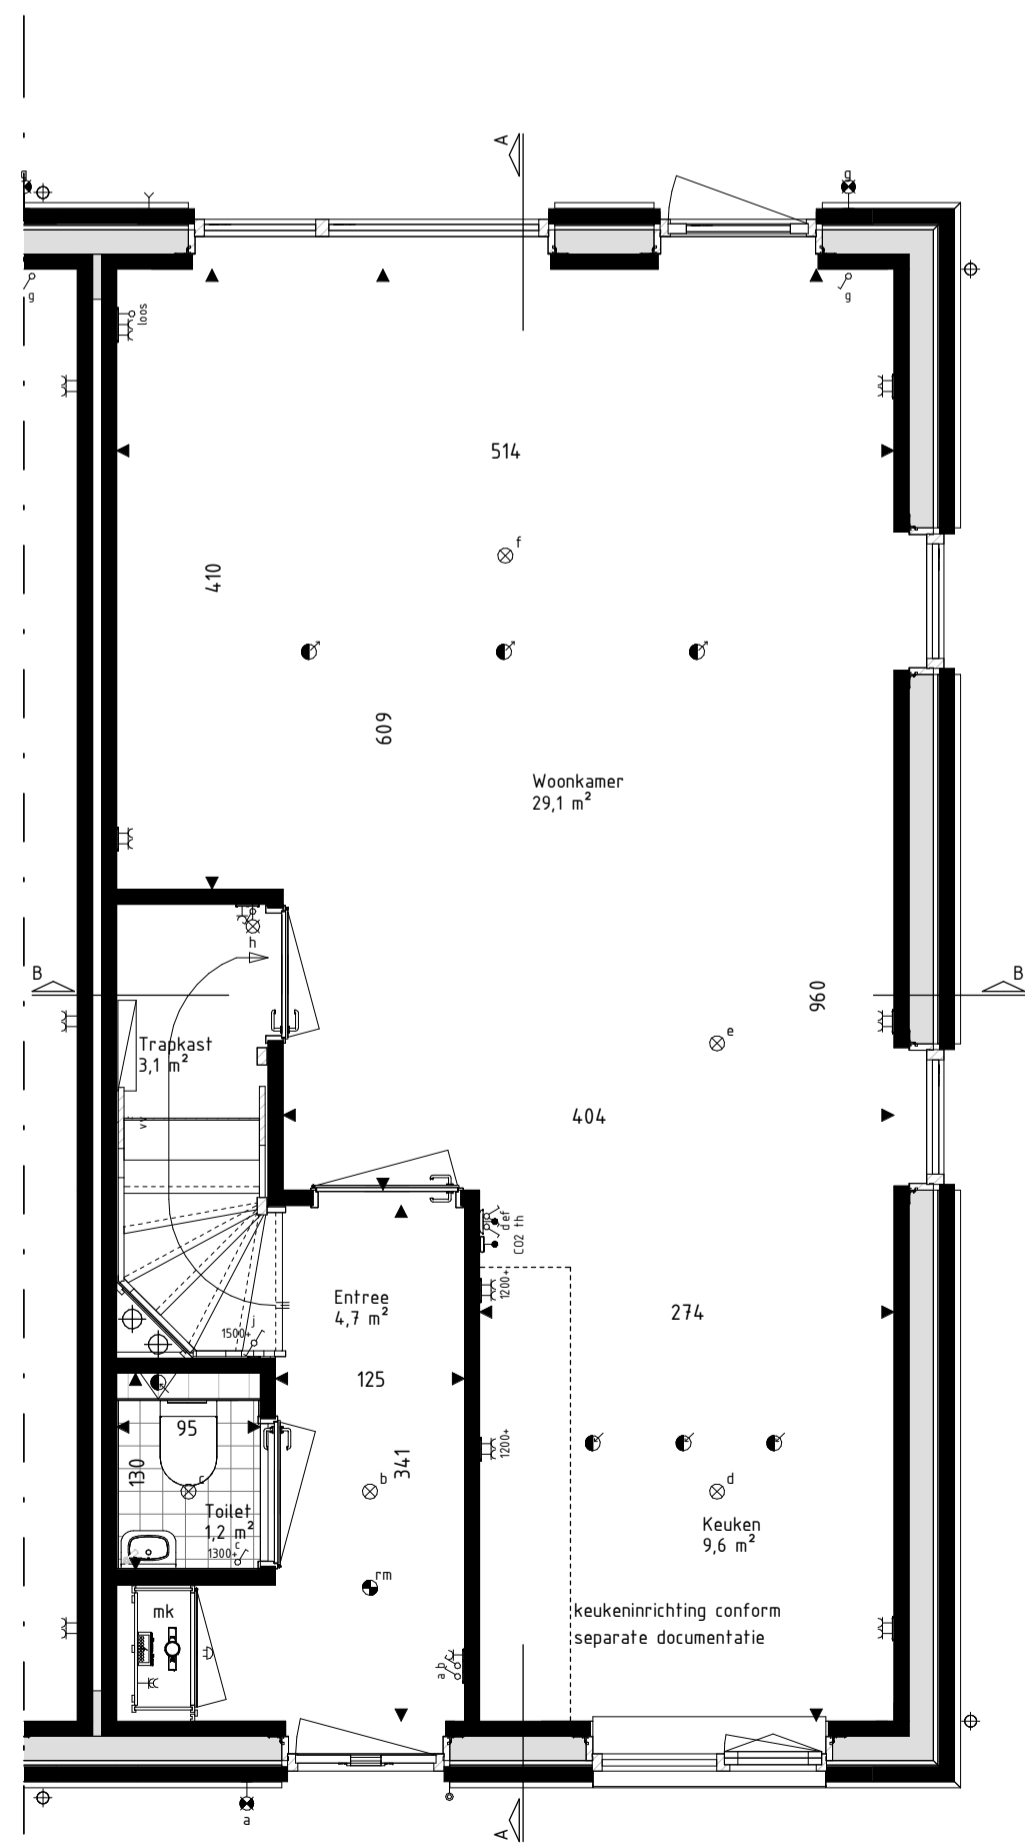 A
g
g
g
g
loos
514
f
410
609
Woonkamer
29,1 m²
h
B
B
960
e
Trapkast
3,1 m²
404
def
CO2 th
1200+
Entree
4,7 m²
274
j
1500+
125
95
1200+
130
341
c
b
d
Toilet
1,2 m²
c
1300+
Keuken
9,6 m²
rm
mk
keukeninrichting conform
separate documentatie
a b
a
A